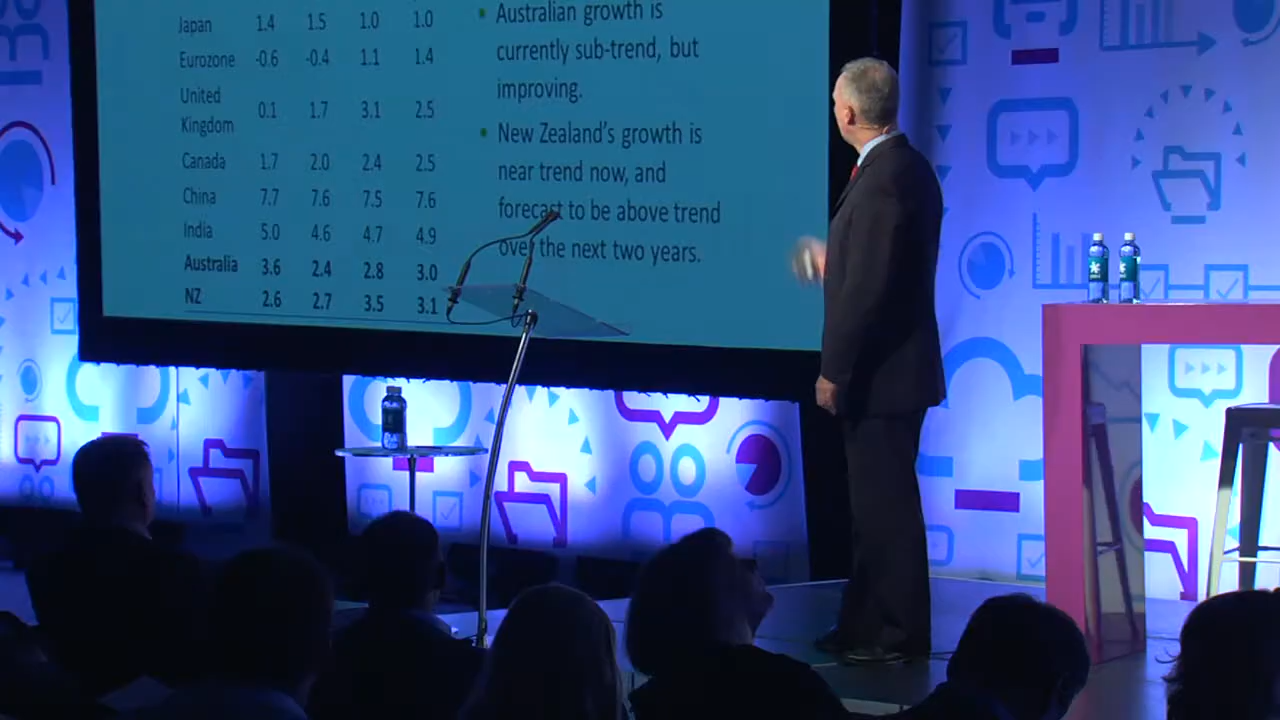 Japan 1.4 1.5 1.0 1.0
Eurozone -0.6 -0.4 1.1 1.4
United
Kingdom 0.1 1.7 3.1 2.5
Canada 1.7 2.0 2.4 2.5
China 7.7 7.6 7.5 7.6
India 5.0 4.6 4.7 4.9
Australia 3.6 2.4 2.8 3.0
NZ 2.6 2.7 3.5 3.1
• Australian growth is
currently sub-trend, but
improving.
• New Zealand's growth is
near trend now, and
forecast to be above trend
over the next two years.